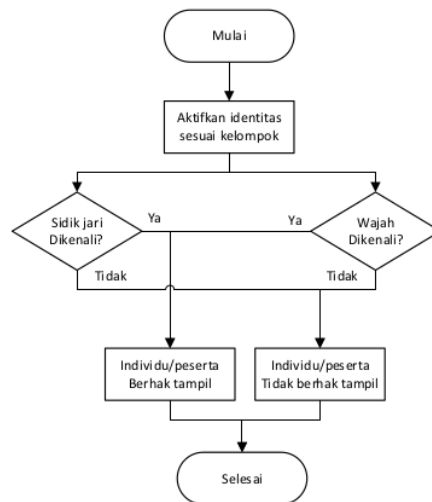 Mulai
Aktifkan identitas
sesuai kelompok
Sidik jari
Dikenali?
Ya
Ya
Wajah
Dikenali?
Tidak
Tidak
Individu/peserta
Berhak tampil
Individu/peserta
Tidak berhak tampil
Selesai